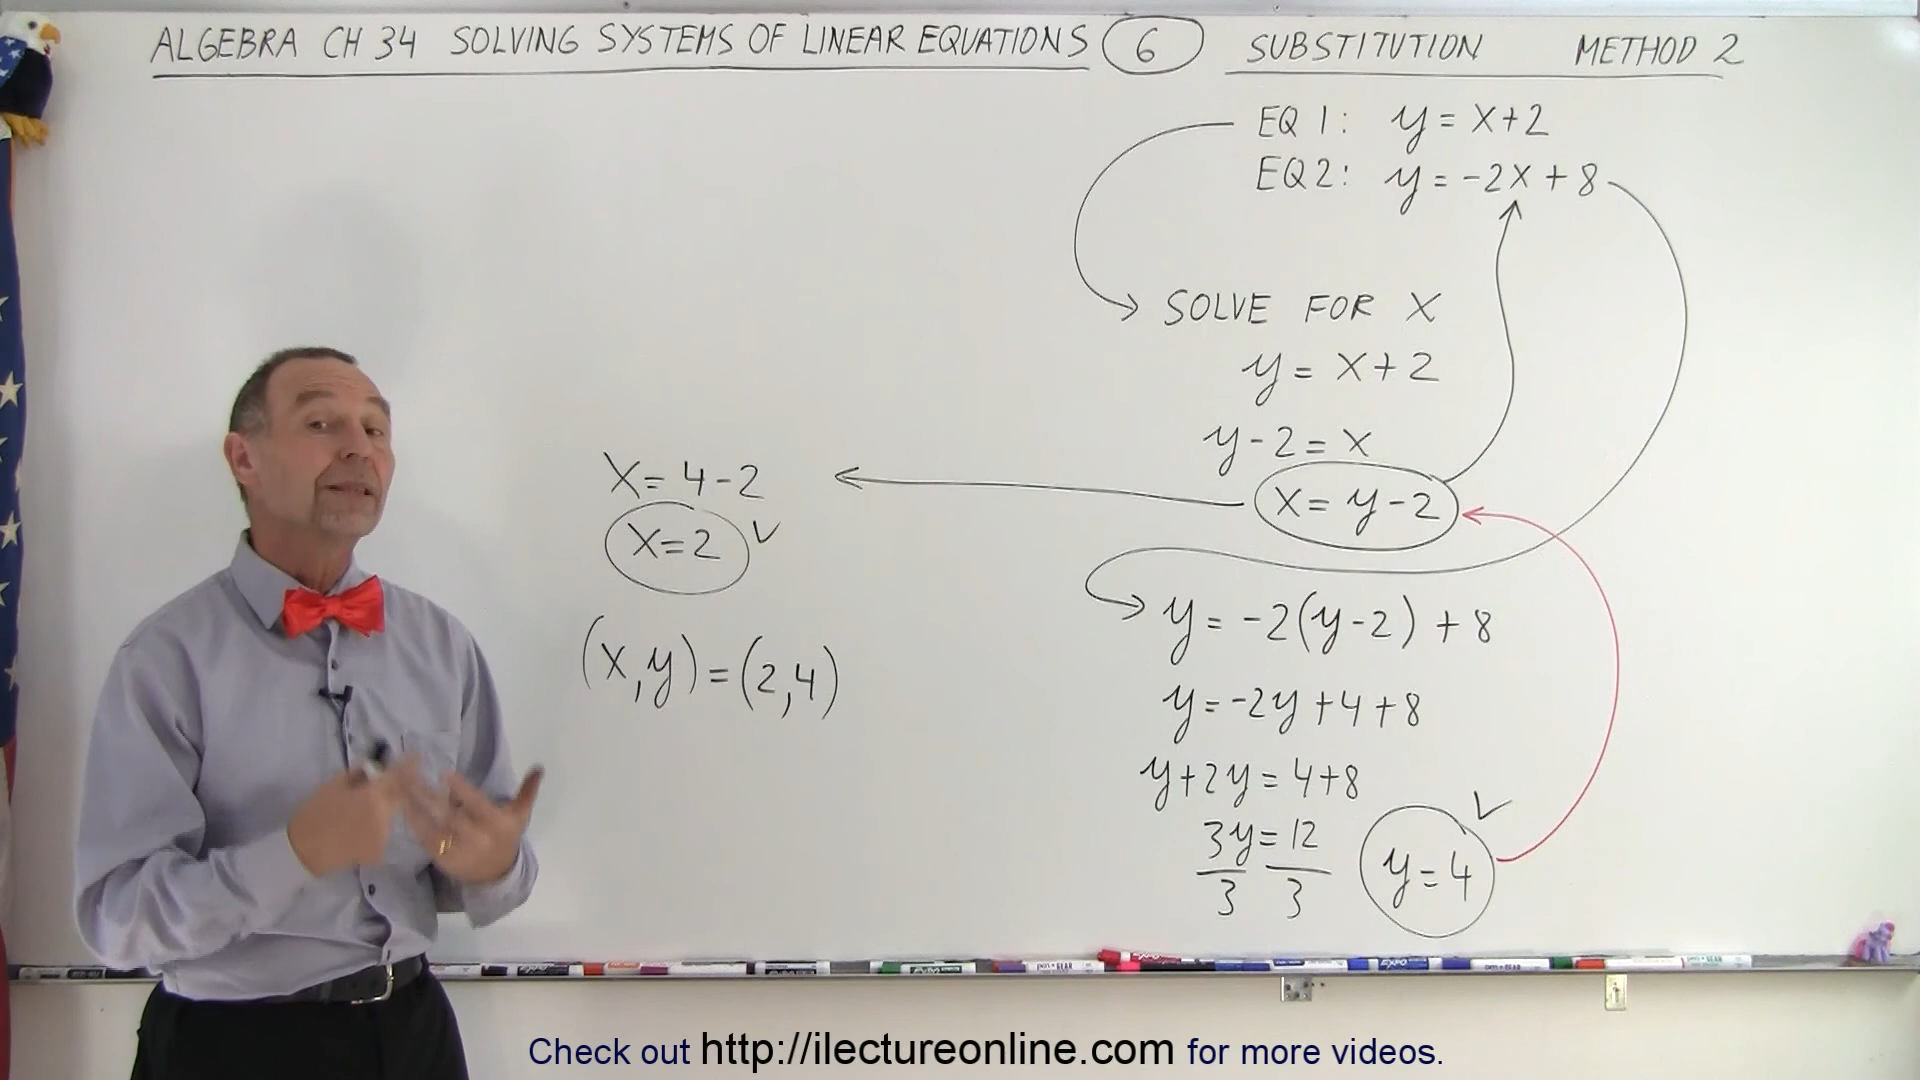 ALGEBRA CH 34 SOLVING SYSTEMS OF LINEAR EQUATIONS 6 SUBSTITUTION METHOD 2
EQ 1: y = x+2
EQ 2: y = -2x + 8
SOLVE FOR X
y = x+2
y-2 = x
x = y-2
y = -2(y-2) + 8
y = -2y + 4 + 8
y+2y = 4+8
3y = 12
3 3
y = 4
x = 4-2
x = 2
(x,y) = (2,4)
Check out http://ilectureonline.com for more videos.